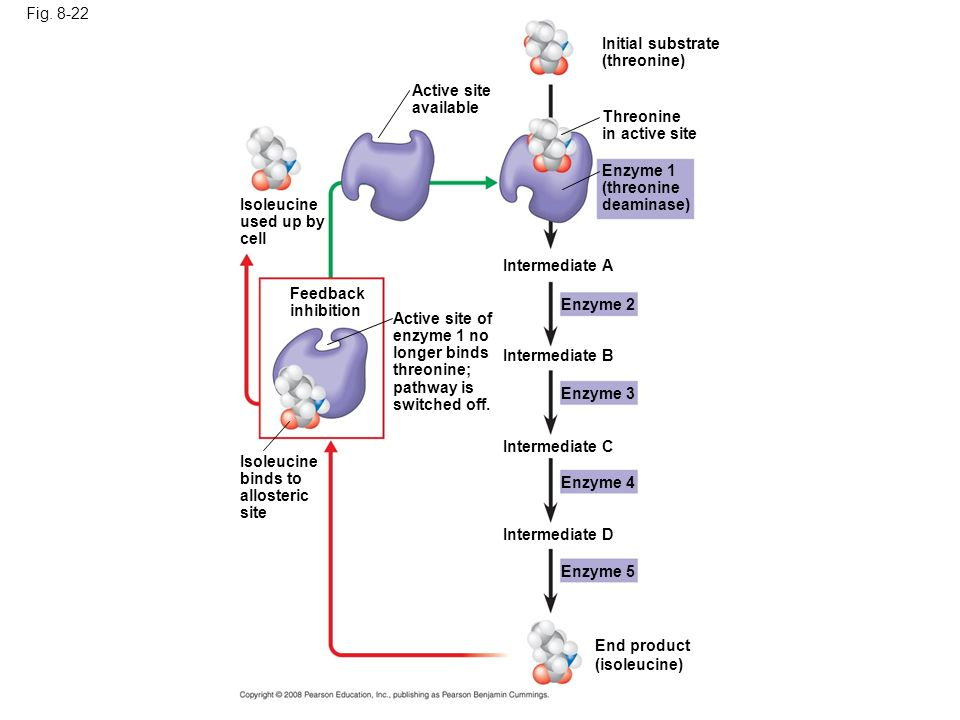 Fig. 8-22
Initial substrate
(threonine)
Active site
available
Threonine
in active site
Enzyme 1
(threonine
deaminase)
Isoleucine
used up by
cell
Intermediate A
Feedback
inhibition
Enzyme 2
Active site of
enzyme 1 no
longer binds
threonine;
pathway is
switched off.
Intermediate B
Enzyme 3
Intermediate C
Isoleucine
binds to
allosteric
site
Enzyme 4
Intermediate D
Enzyme 5
End product
(isoleucine)
Copyright © 2008 Pearson Education, Inc., publishing as Pearson Benjamin Cummings.